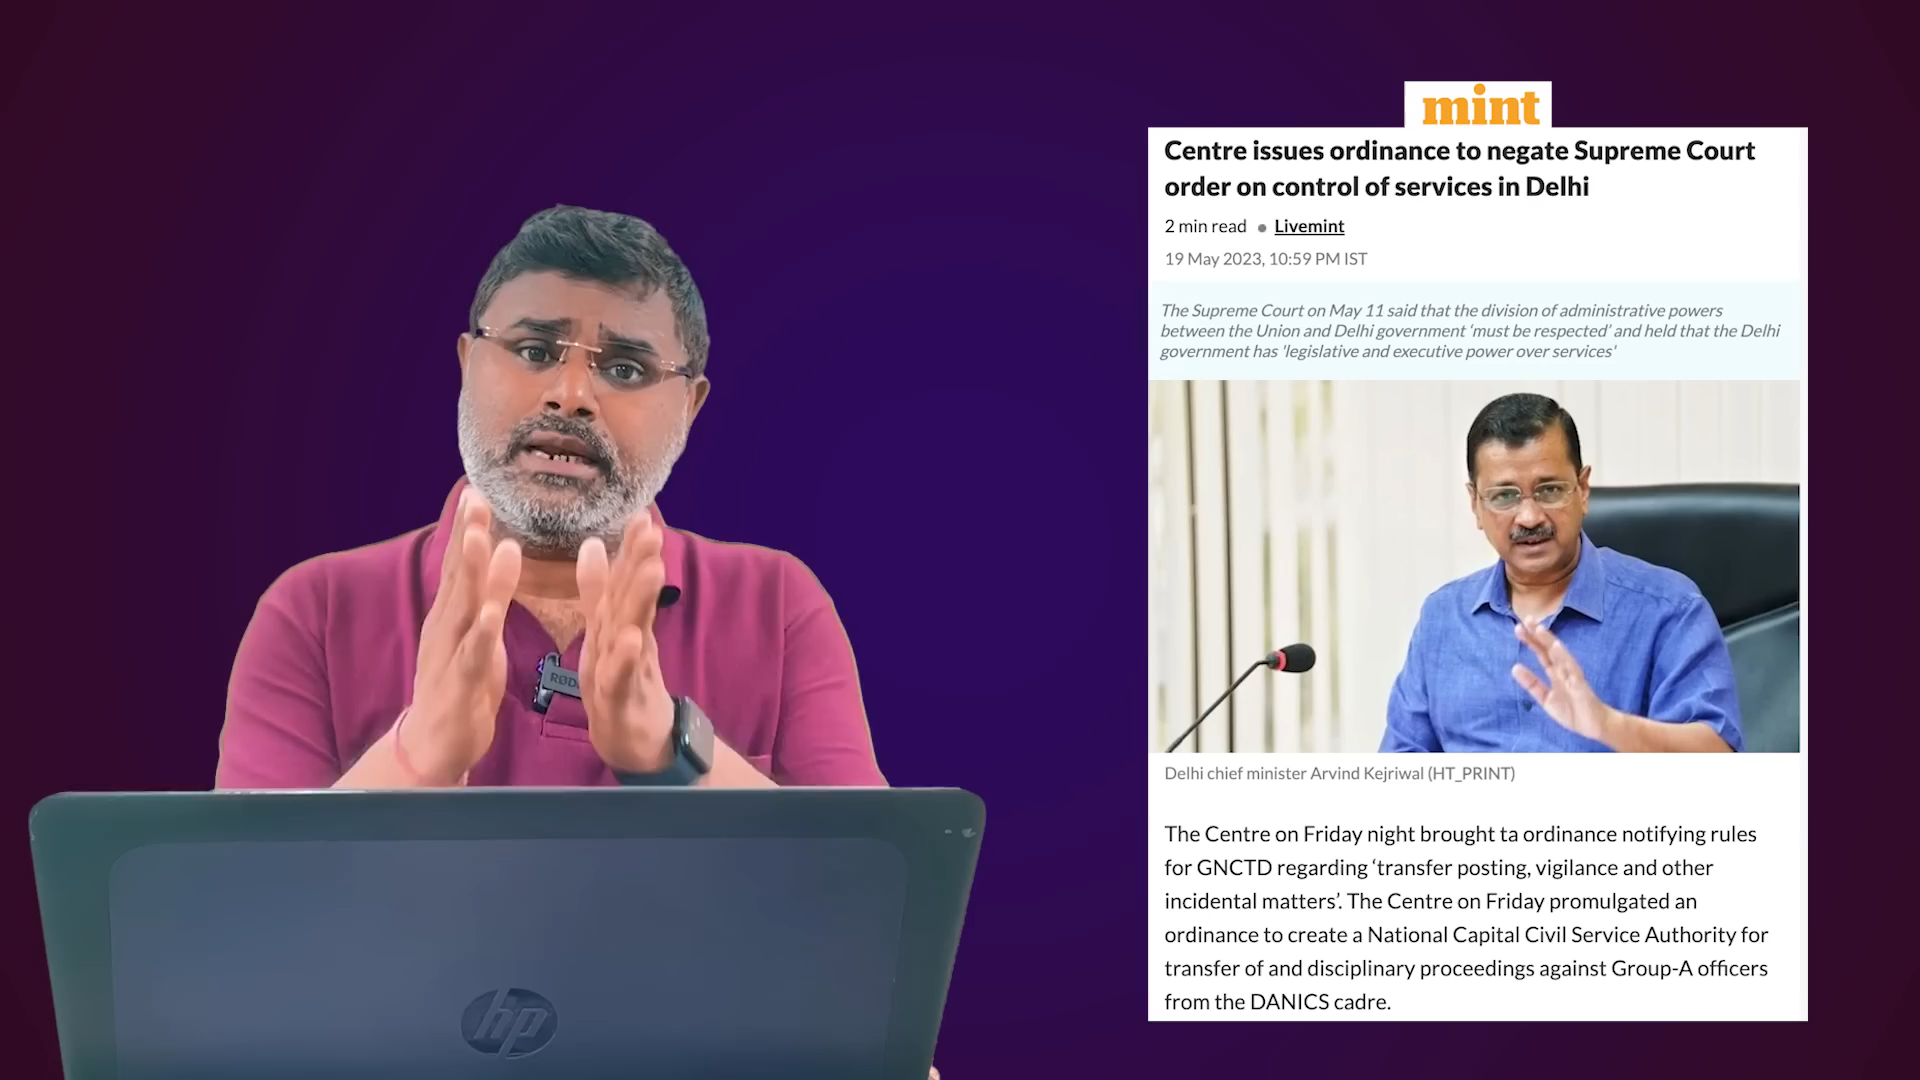 mint
Centre issues ordinance to negate Supreme Court
order on control of services in Delhi
2 min read • Livemint
19 May 2023, 10:59 PM IST
The Supreme Court on May 11 said that the division of administrative powers
between the Union and Delhi government 'must be respected' and held that the Delhi
government has 'legislative and executive power over services'
Delhi chief minister Arvind Kejriwal (HT_PRINT)
The Centre on Friday night brought ta ordinance notifying rules
for GNCTD regarding ‘transfer posting, vigilance and other
incidental matters’. The Centre on Friday promulgated an
ordinance to create a National Capital Civil Service Authority for
transfer of and disciplinary proceedings against Group-A officers
from the DANICS cadre.
RØD
hp